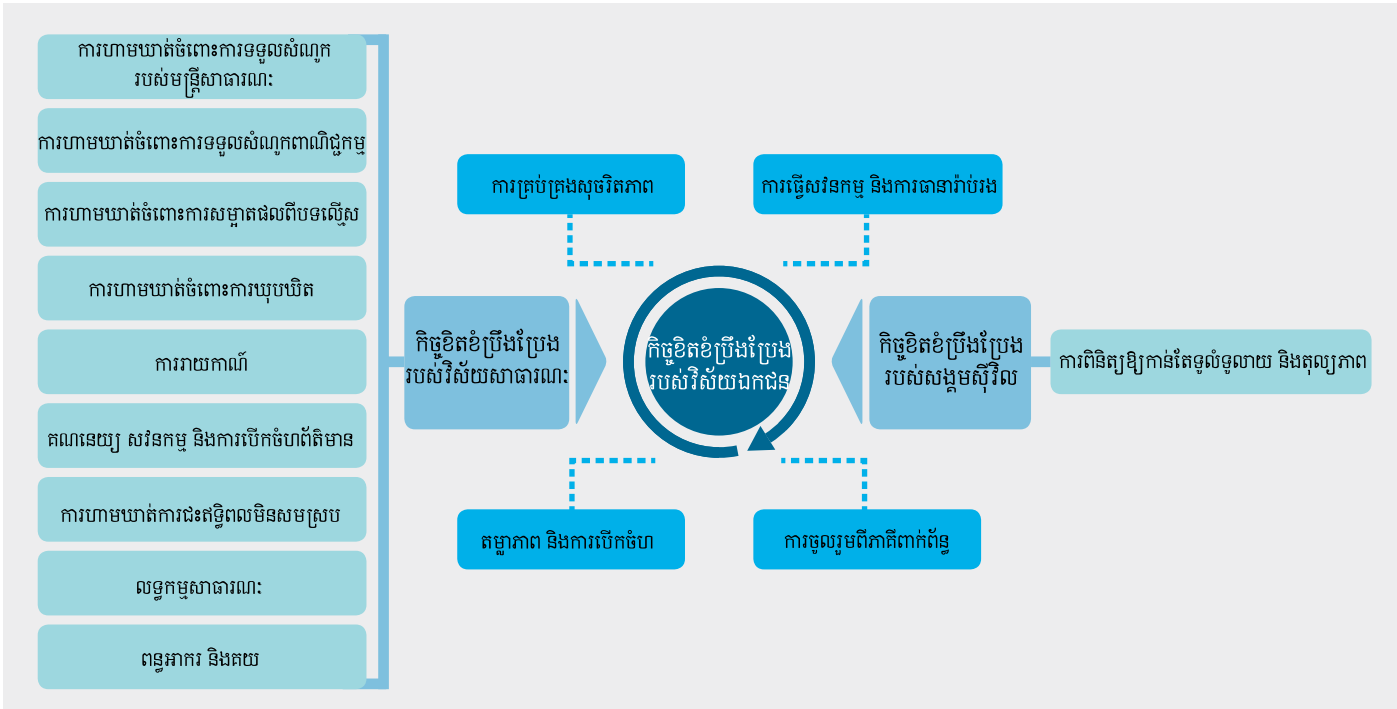 ការហាមឃាត់ចំពោះការទទួលសំណូក
របស់មន្ត្រីសាធារណៈ
ការហាមឃាត់ចំពោះការទទួលសំណូកពាណិជ្ជកម្ម
ការហាមឃាត់ចំពោះការសម្អាតផលពីបទល្មើស
ការហាមឃាត់ចំពោះការឃុបឃិត
ការរាយការណ៍
គណនេយ្យ សវនកម្ម និងការបើកចំហព័ត៌មាន
ការហាមឃាត់ការជះឥទ្ធិពលមិនសមស្រប
លទ្ធកម្មសាធារណៈ
ពន្ធអាករ និងគយ
កិច្ចខិតខំប្រឹងប្រែង
របស់វិស័យសាធារណៈ
ការគ្រប់គ្រងសុចរិតភាព
ការធ្វើសវនកម្ម និងការធានារ៉ាប់រង
កិច្ចខិតខំប្រឹងប្រែង
របស់វិស័យឯកជន
តម្លាភាព និងការបើកចំហ
ការចូលរួមពីភាគីពាក់ព័ន្ធ
កិច្ចខិតខំប្រឹងប្រែង
របស់សង្គមស៊ីវិល
ការពិនិត្យឱ្យកាន់តែទូលំទូលាយ និងតុល្យភាព